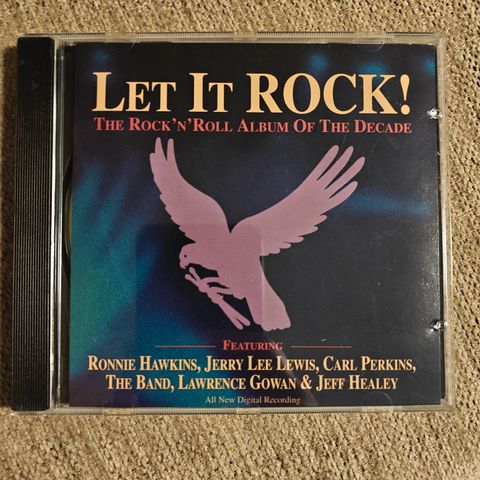 LET IT ROCK!
THE ROCK'N'ROLL ALBUM OF THE DECADE
FEATURING
RONNIE HAWKINS, JERRY LEE LEWIS, CARL PERKINS,
THE BAND, LAWRENCE GOWAN & JEFF HEALEY
All New Digital Recording